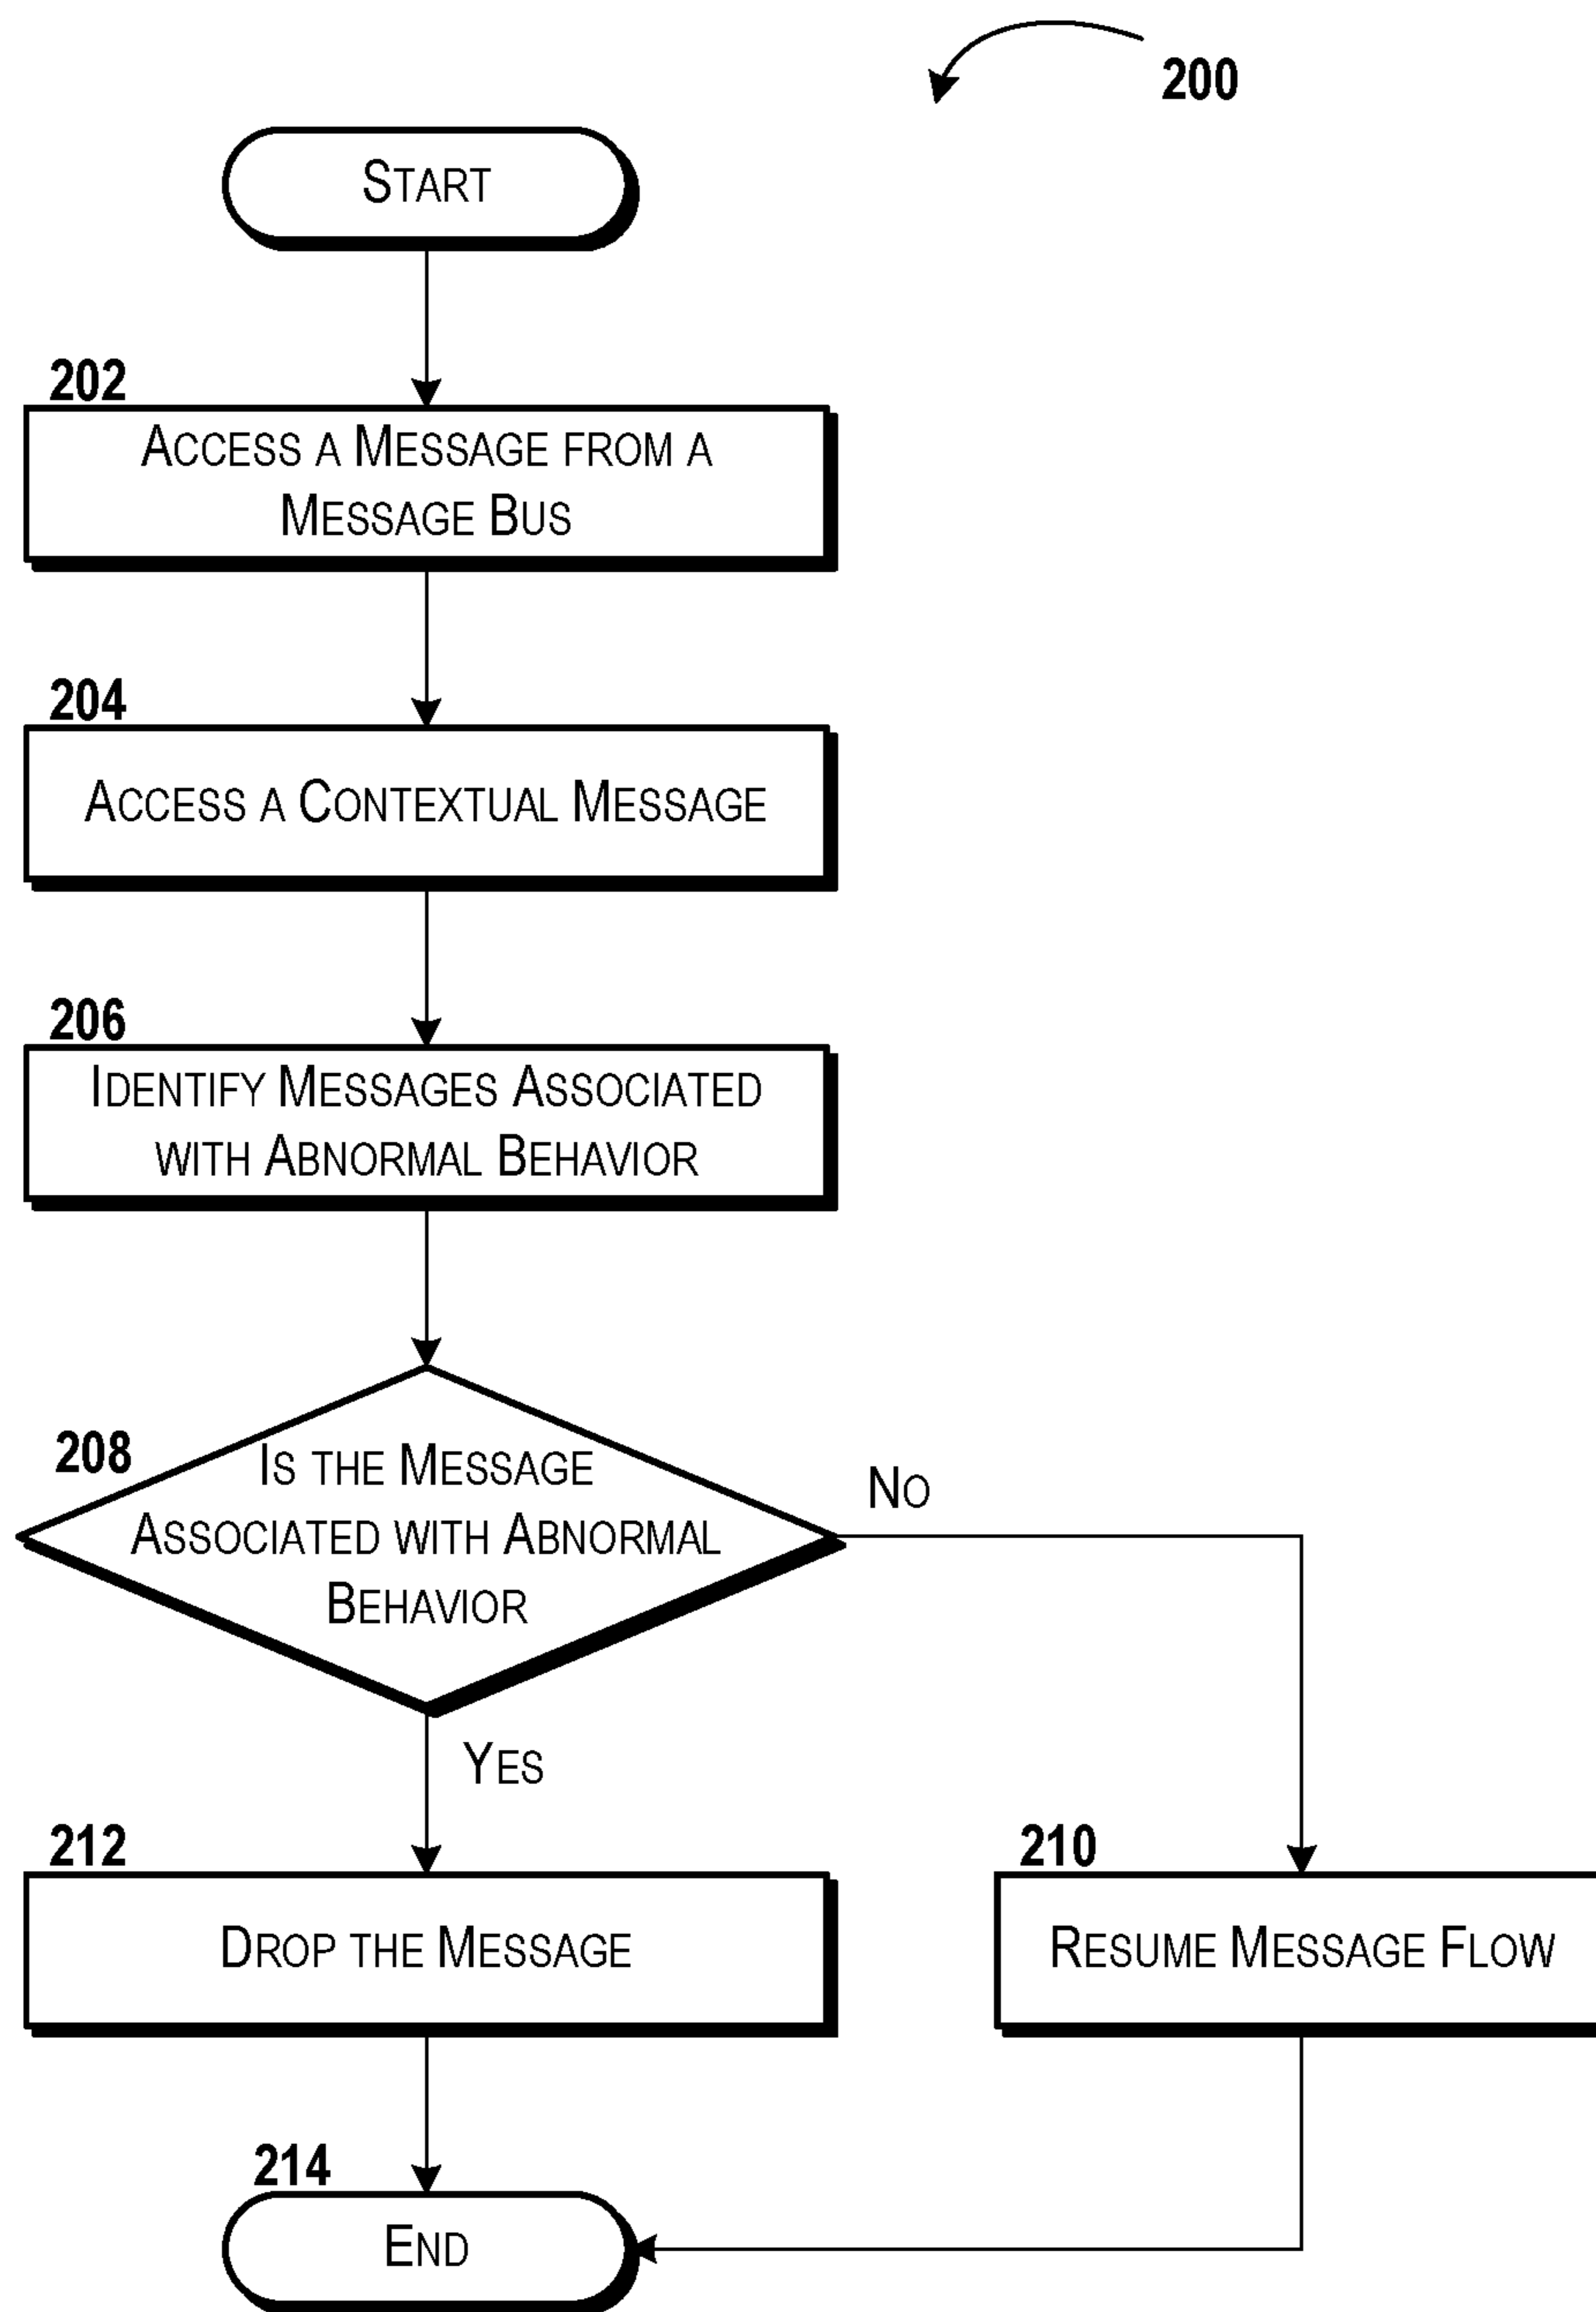 200
START
202
ACCESS A MESSAGE FROM A
MESSAGE BUS
204
ACCESS A CONTEXTUAL MESSAGE
206
IDENTIFY MESSAGES ASSOCIATED
WITH ABNORMAL BEHAVIOR
208
IS THE MESSAGE
ASSOCIATED WITH ABNORMAL
BEHAVIOR
NO
YES
212
DROP THE MESSAGE
210
RESUME MESSAGE FLOW
214
END